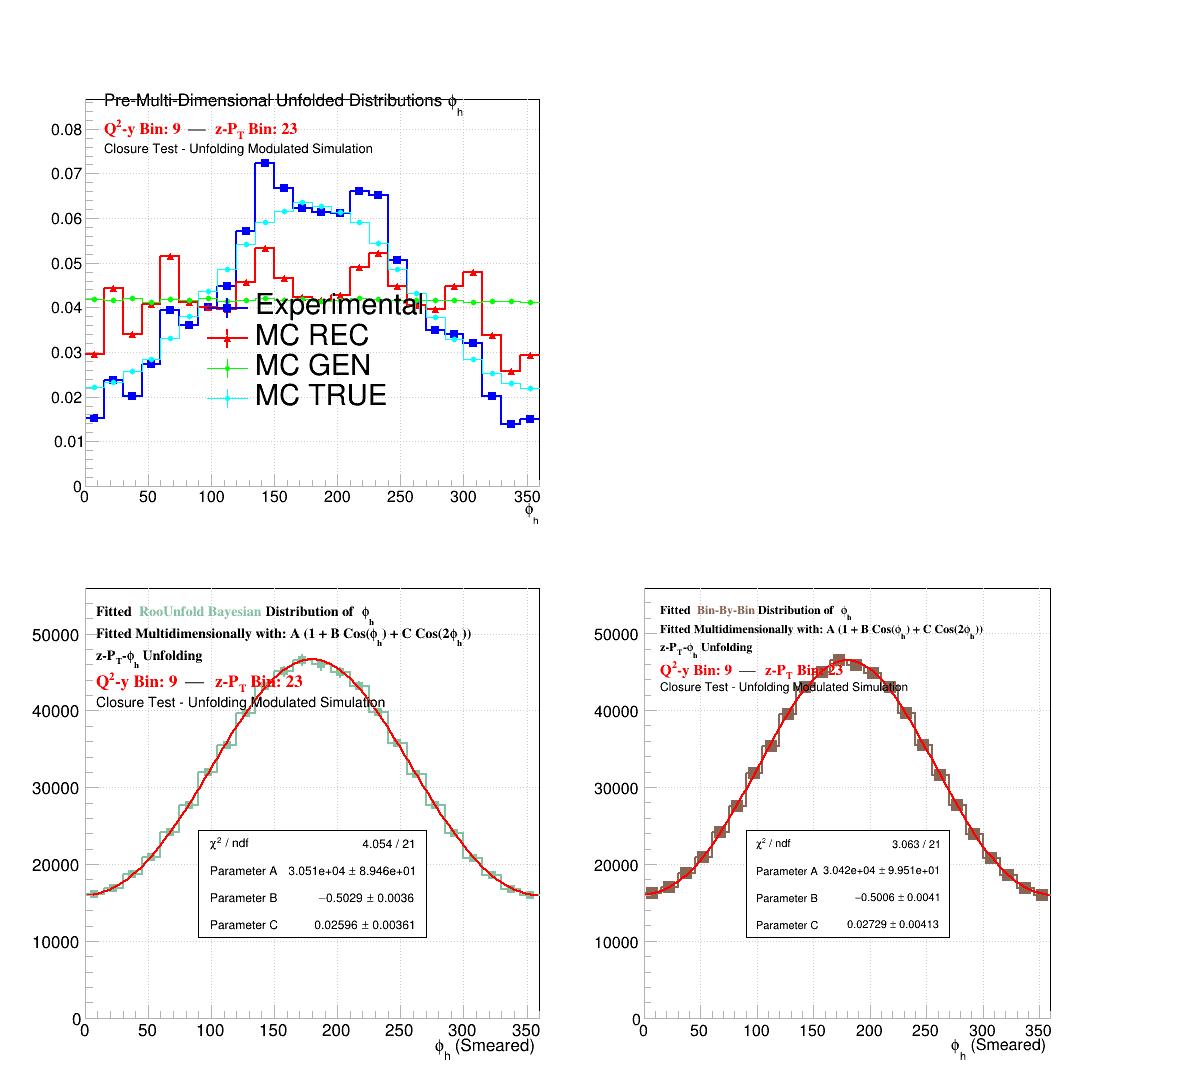 Pre-Multi-Dimensional Unfolded Distributions ϕh
Q²-y Bin: 9 — z-PT Bin: 23
Closure Test - Unfolding Modulated Simulation
0.08
0.07
0.06
0.05
0.04
0.03
0.02
0.01
0
Experimental
MC REC
MC GEN
MC TRUE
0 50 100 150 200 250 300 350
ϕh
Fitted RooUnfold Bayesian Distribution of ϕh
Fitted Multidimensionally with: A (1 + B Cos(ϕh) + C Cos(2ϕh))
z-PT-ϕh Unfolding
Q²-y Bin: 9 — z-PT Bin: 23
Closure Test - Unfolding Modulated Simulation
50000
40000
30000
20000
10000
0
χ² / ndf 4.054 / 21
Parameter A 3.051e+04 ± 8.946e+01
Parameter B −0.5029 ± 0.0036
Parameter C 0.02596 ± 0.00361
0 50 100 150 200 250 300 350
ϕh (Smeared)
Fitted Bin-By-Bin Distribution of ϕh
Fitted Multidimensionally with: A (1 + B Cos(ϕh) + C Cos(2ϕh))
z-PT-ϕh Unfolding
Q²-y Bin: 9 — z-PT Bin: 23
Closure Test - Unfolding Modulated Simulation
50000
40000
30000
20000
10000
0
χ² / ndf 3.063 / 21
Parameter A 3.042e+04 ± 9.951e+01
Parameter B −0.5006 ± 0.0041
Parameter C 0.02729 ± 0.00413
0 50 100 150 200 250 300 350
ϕh (Smeared)